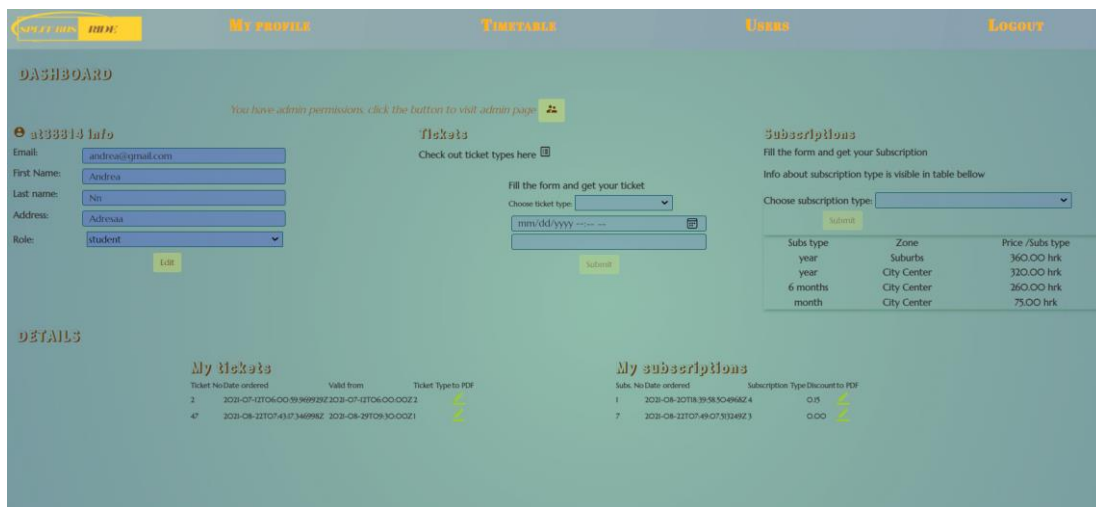 SPLIT BUS RIDE MY PROFILE TIMETABLE USERS LOGOUT
DASHBOARD
You have admin permissions, click the button to visit admin page
at38814 Info
Email: andrea@gmail.com
First Name: Andrea
Last name: Nn
Address: Adresaa
Role: student
Edit
Tickets
Check out ticket types here
Fill the form and get your ticket
Choose ticket type:
mm/dd/yyyy --:-- --
Submit
Subscriptions
Fill the form and get your Subscription
Info about subscription type is visible in table bellow
Choose subscription type:
Submit
Subs type Zone Price /Subs type
year Suburbs 360.00 hrk
year City Center 320.00 hrk
6 months City Center 260.00 hrk
month City Center 75.00 hrk
DETAILS
My tickets
Ticket No Date ordered Valid from Ticket Type to PDF
2 2021-07-12T06:00:59.969929Z 2021-07-12T06:00:00Z 2
47 2021-08-22T07:43:17.346998Z 2021-08-29T09:30:00Z 1
My subscriptions
Subs. No Date ordered Subscription Type Discount to PDF
1 2021-08-20T18:39:58.504968Z 4 0.15
7 2021-08-22T07:49:07.513249Z 3 0.00